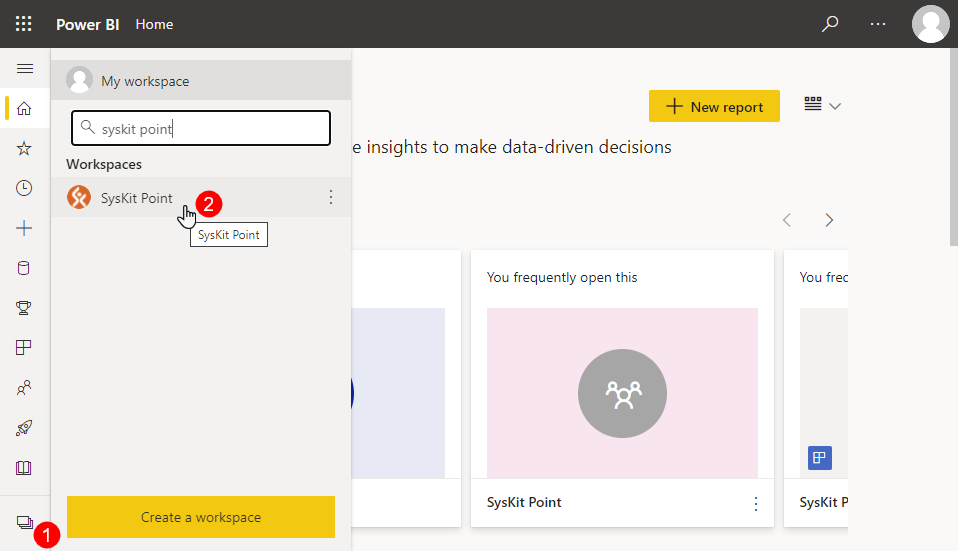 Power BI Home
My workspace
New report
syskit point
e insights to make data-driven decisions
Workspaces
SysKit Point
2
SysKit Point
You frequently open this
You freq
SysKit Point
SysKit P
Create a workspace
1